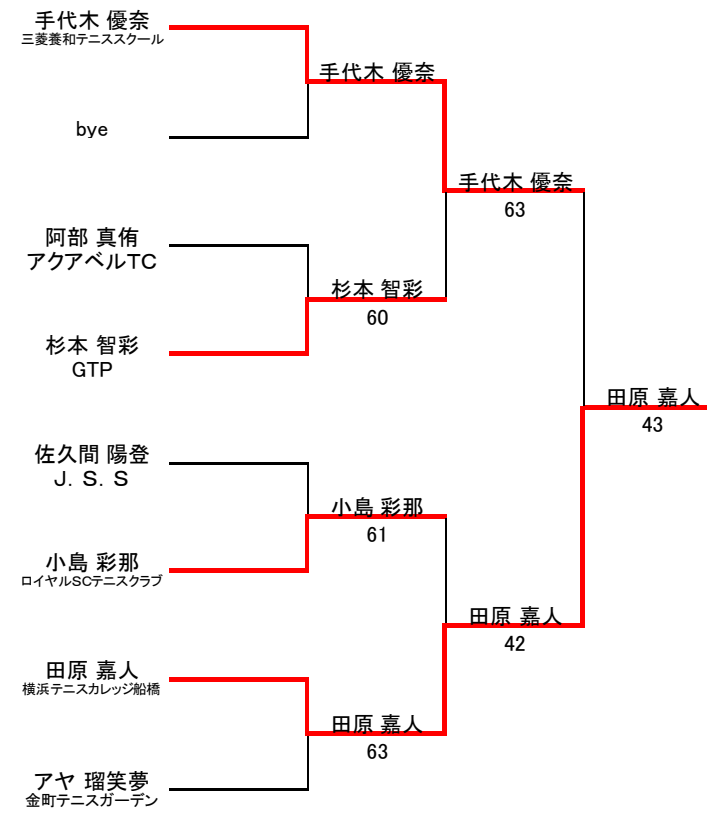 手代木 優奈
三菱養和テニススクール
bye
阿部 真侑
アクアベルTC
杉本 智彩
GTP
佐久間 陽登
J．S．S
小島 彩那
ロイヤルSCテニスクラブ
田原 嘉人
横浜テニスカレッジ船橋
アヤ 瑠笑夢
金町テニスガーデン
手代木 優奈
杉本 智彩
60
小島 彩那
61
田原 嘉人
63
手代木 優奈
63
田原 嘉人
42
田原 嘉人
43